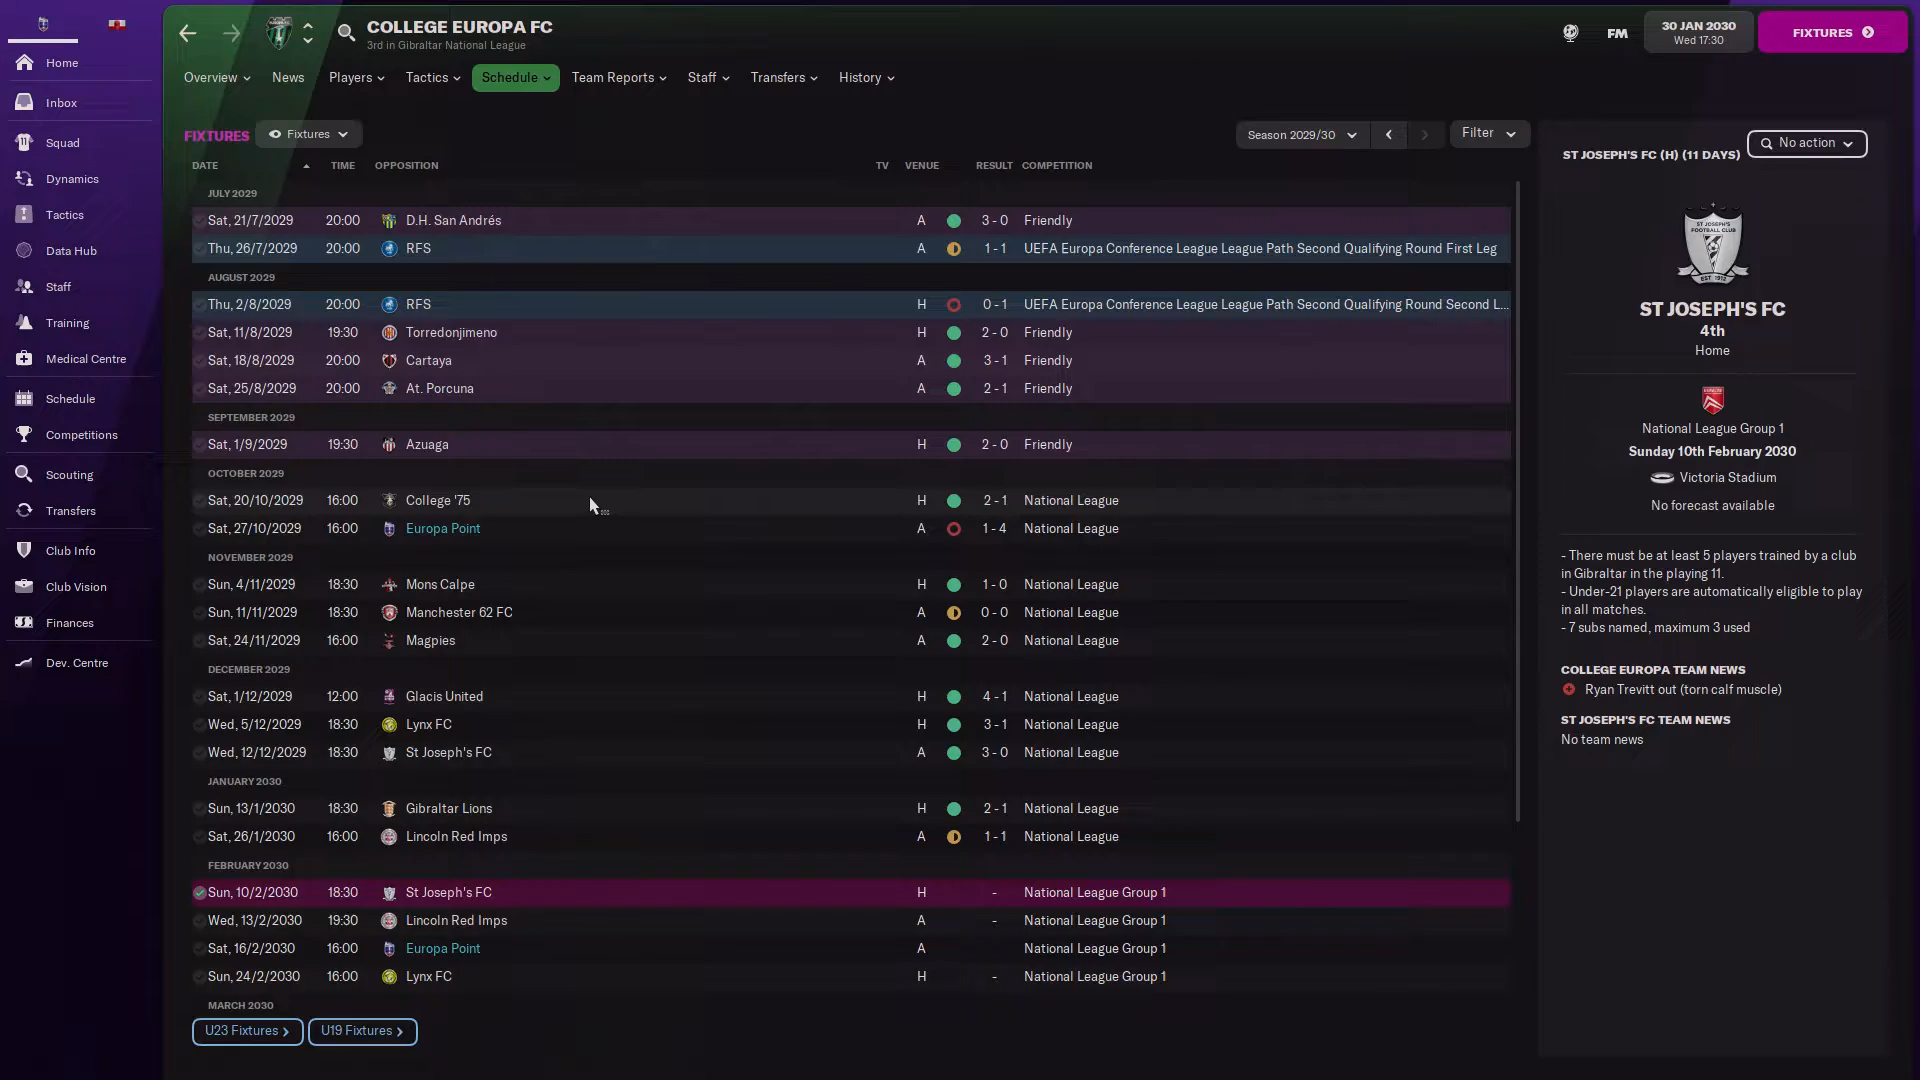 COLLEGE EUROPA FC
3rd in Gibraltar National League
FM
30 JAN 2030
Wed 17:30
FIXTURES
Overview
News
Players
Tactics
Schedule
Team Reports
Staff
Transfers
History
Home
Inbox
Squad
Dynamics
Tactics
Data Hub
Staff
Training
Medical Centre
Schedule
Competitions
Scouting
Transfers
Club Info
Club Vision
Finances
Dev. Centre
FIXTURES Fixtures Season 2029/30 Filter
DATE TIME OPPOSITION TV VENUE RESULT COMPETITION
JULY 2029
Sat, 21/7/2029 20:00 D.H. San Andrés A 3 - 0 Friendly
Thu, 26/7/2029 20:00 RFS A 1 - 1 UEFA Europa Conference League League Path Second Qualifying Round First Leg
AUGUST 2029
Thu, 2/8/2029 20:00 RFS H 0 - 1 UEFA Europa Conference League League Path Second Qualifying Round Second L...
Sat, 11/8/2029 19:30 Torredonjimeno H 2 - 0 Friendly
Sat, 18/8/2029 20:00 Cartaya A 3 - 1 Friendly
Sat, 25/8/2029 20:00 At. Porcuna A 2 - 1 Friendly
SEPTEMBER 2029
Sat, 1/9/2029 19:30 Azuaga H 2 - 0 Friendly
OCTOBER 2029
Sat, 20/10/2029 16:00 College '75 H 2 - 1 National League
Sat, 27/10/2029 16:00 Europa Point A 1 - 4 National League
NOVEMBER 2029
Sun, 4/11/2029 18:30 Mons Calpe H 1 - 0 National League
Sun, 11/11/2029 18:30 Manchester 62 FC A 0 - 0 National League
Sat, 24/11/2029 16:00 Magpies A 2 - 0 National League
DECEMBER 2029
Sat, 1/12/2029 12:00 Glacis United H 4 - 1 National League
Wed, 5/12/2029 18:30 Lynx FC H 3 - 1 National League
Wed, 12/12/2029 18:30 St Joseph's FC A 3 - 0 National League
JANUARY 2030
Sun, 13/1/2030 18:30 Gibraltar Lions H 2 - 1 National League
Sat, 26/1/2030 16:00 Lincoln Red Imps A 1 - 1 National League
FEBRUARY 2030
Sun, 10/2/2030 18:30 St Joseph's FC H - National League Group 1
Wed, 13/2/2030 19:30 Lincoln Red Imps A - National League Group 1
Sat, 16/2/2030 16:00 Europa Point A National League Group 1
Sun, 24/2/2030 16:00 Lynx FC H - National League Group 1
MARCH 2030
U23 Fixtures U19 Fixtures
ST JOSEPH'S FC (H) (11 DAYS)
No action
ST JOSEPH'S
FOOTBALL CLUB
EST 1912
ST JOSEPH'S FC
4th
Home
National League Group 1
Sunday 10th February 2030
Victoria Stadium
No forecast available
- There must be at least 5 players trained by a club
in Gibraltar in the playing 11.
- Under-21 players are automatically eligible to play
in all matches.
- 7 subs named, maximum 3 used
COLLEGE EUROPA TEAM NEWS
Ryan Trevitt out (torn calf muscle)
ST JOSEPH'S FC TEAM NEWS
No team news